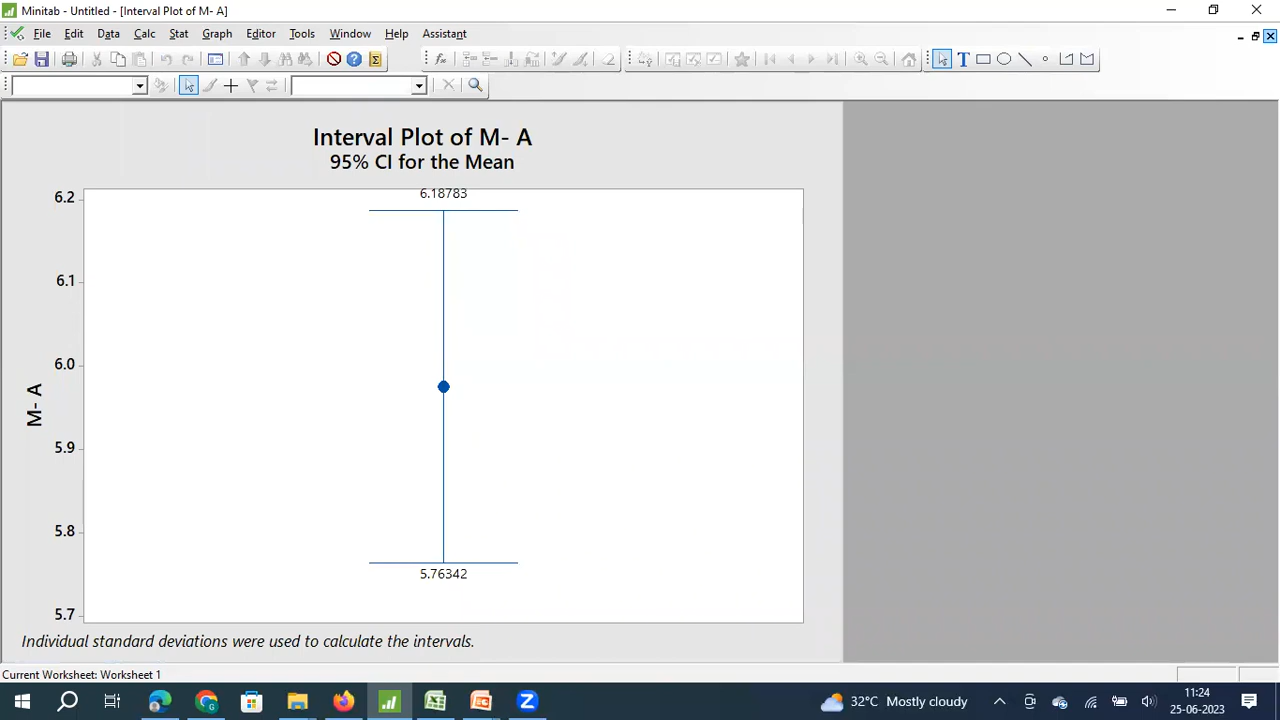 Minitab - Untitled - [Interval Plot of M- A]
File Edit Data Calc Stat Graph Editor Tools Window Help Assistant
Interval Plot of M- A
95% CI for the Mean
6.2
6.18783
6.1
6.0
M- A
5.9
5.8
5.76342
5.7
Individual standard deviations were used to calculate the intervals.
Current Worksheet: Worksheet 1
32°C Mostly cloudy
11:24
25-06-2023